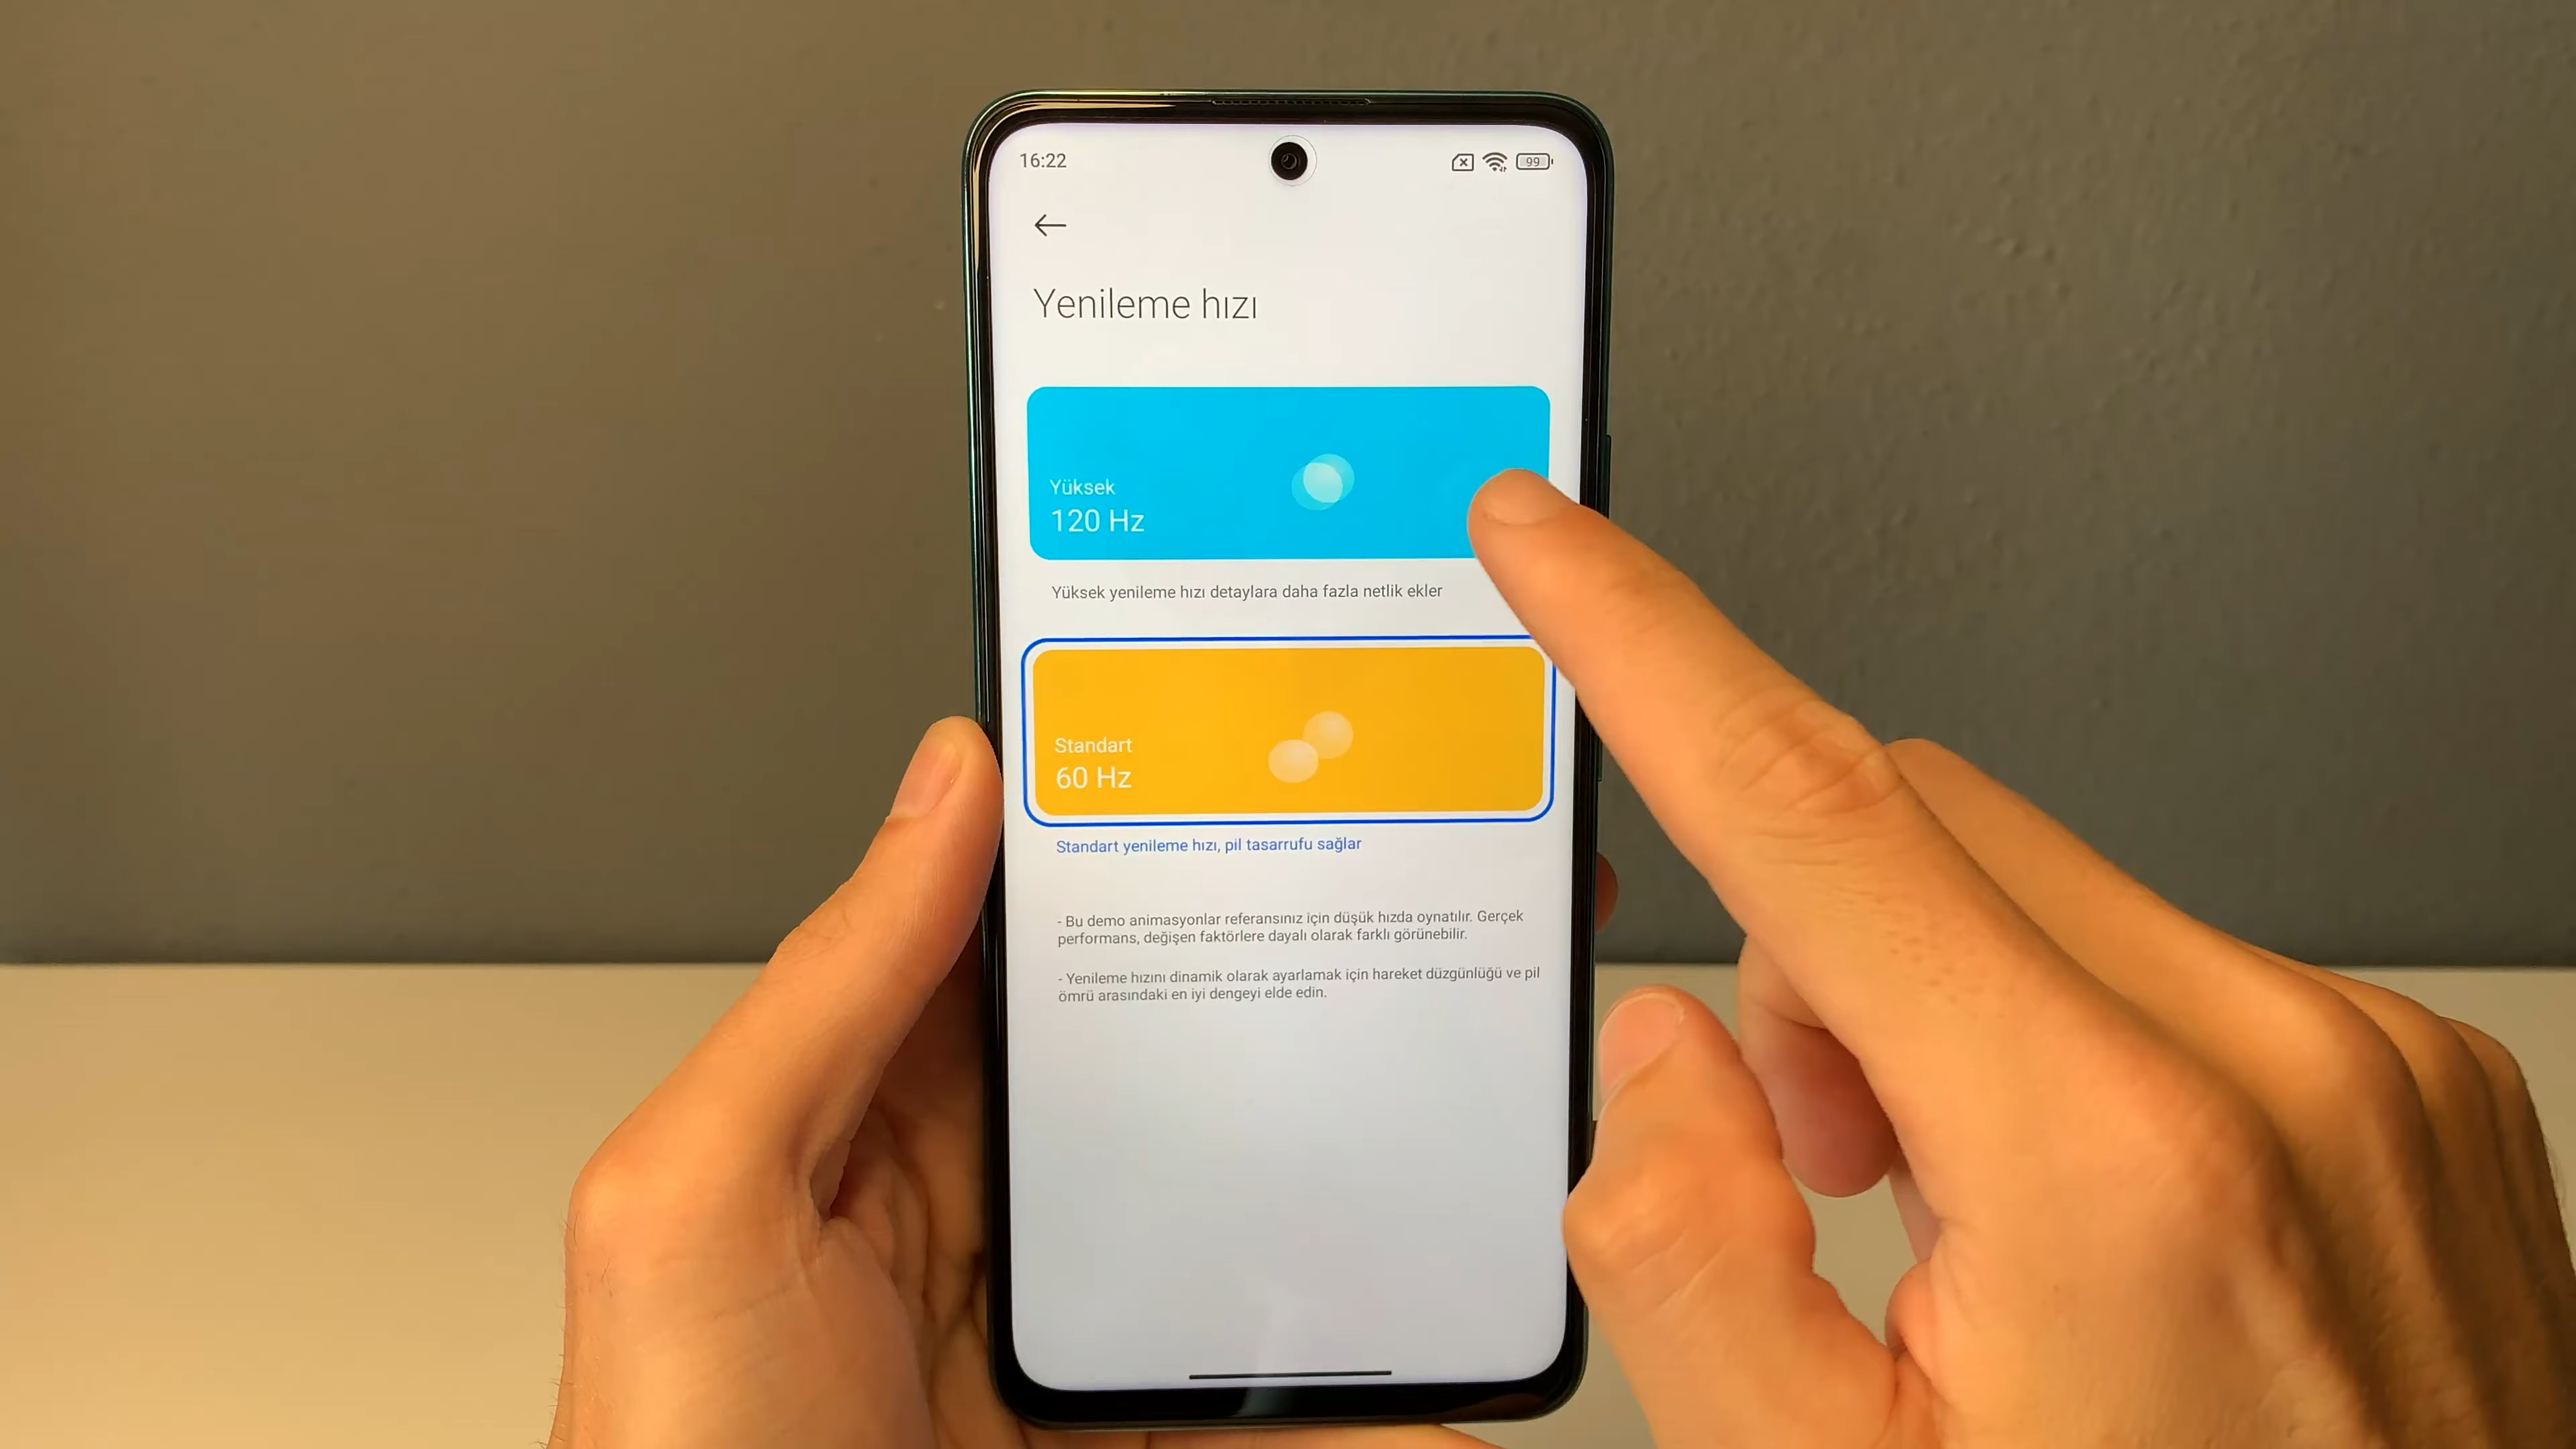 16:22
99
Yenileme hızı
Yüksek
120 Hz
Yüksek yenileme hızı detaylara daha fazla netlik ekler
Standart
60 Hz
Standart yenileme hızı, pil tasarrufu sağlar
- Bu demo animasyonlar referansınız için düşük hızda oynatılır. Gerçek
performans, değişen faktörlere dayalı olarak farklı görünebilir.
- Yenileme hızını dinamik olarak ayarlamak için hareket düzgünlüğü ve pil
ömrü arasındaki en iyi dengeyi elde edin.